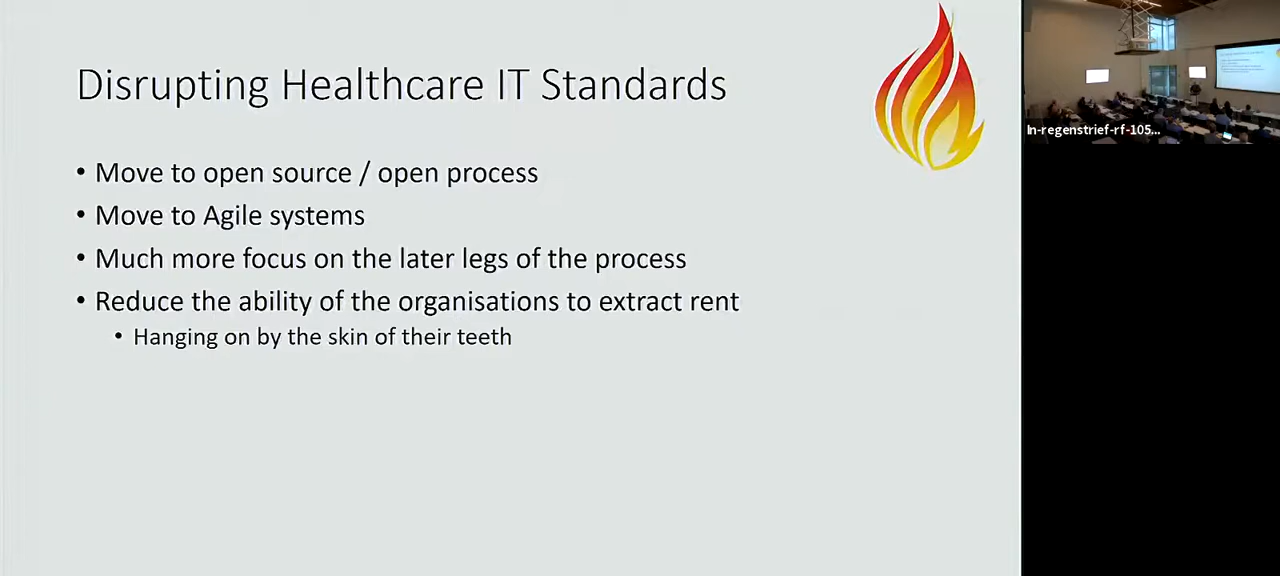 Disrupting Healthcare IT Standards
• Move to open source / open process
• Move to Agile systems
• Much more focus on the later legs of the process
• Reduce the ability of the organisations to extract rent
• Hanging on by the skin of their teeth
In-regenstrief-rf-105...